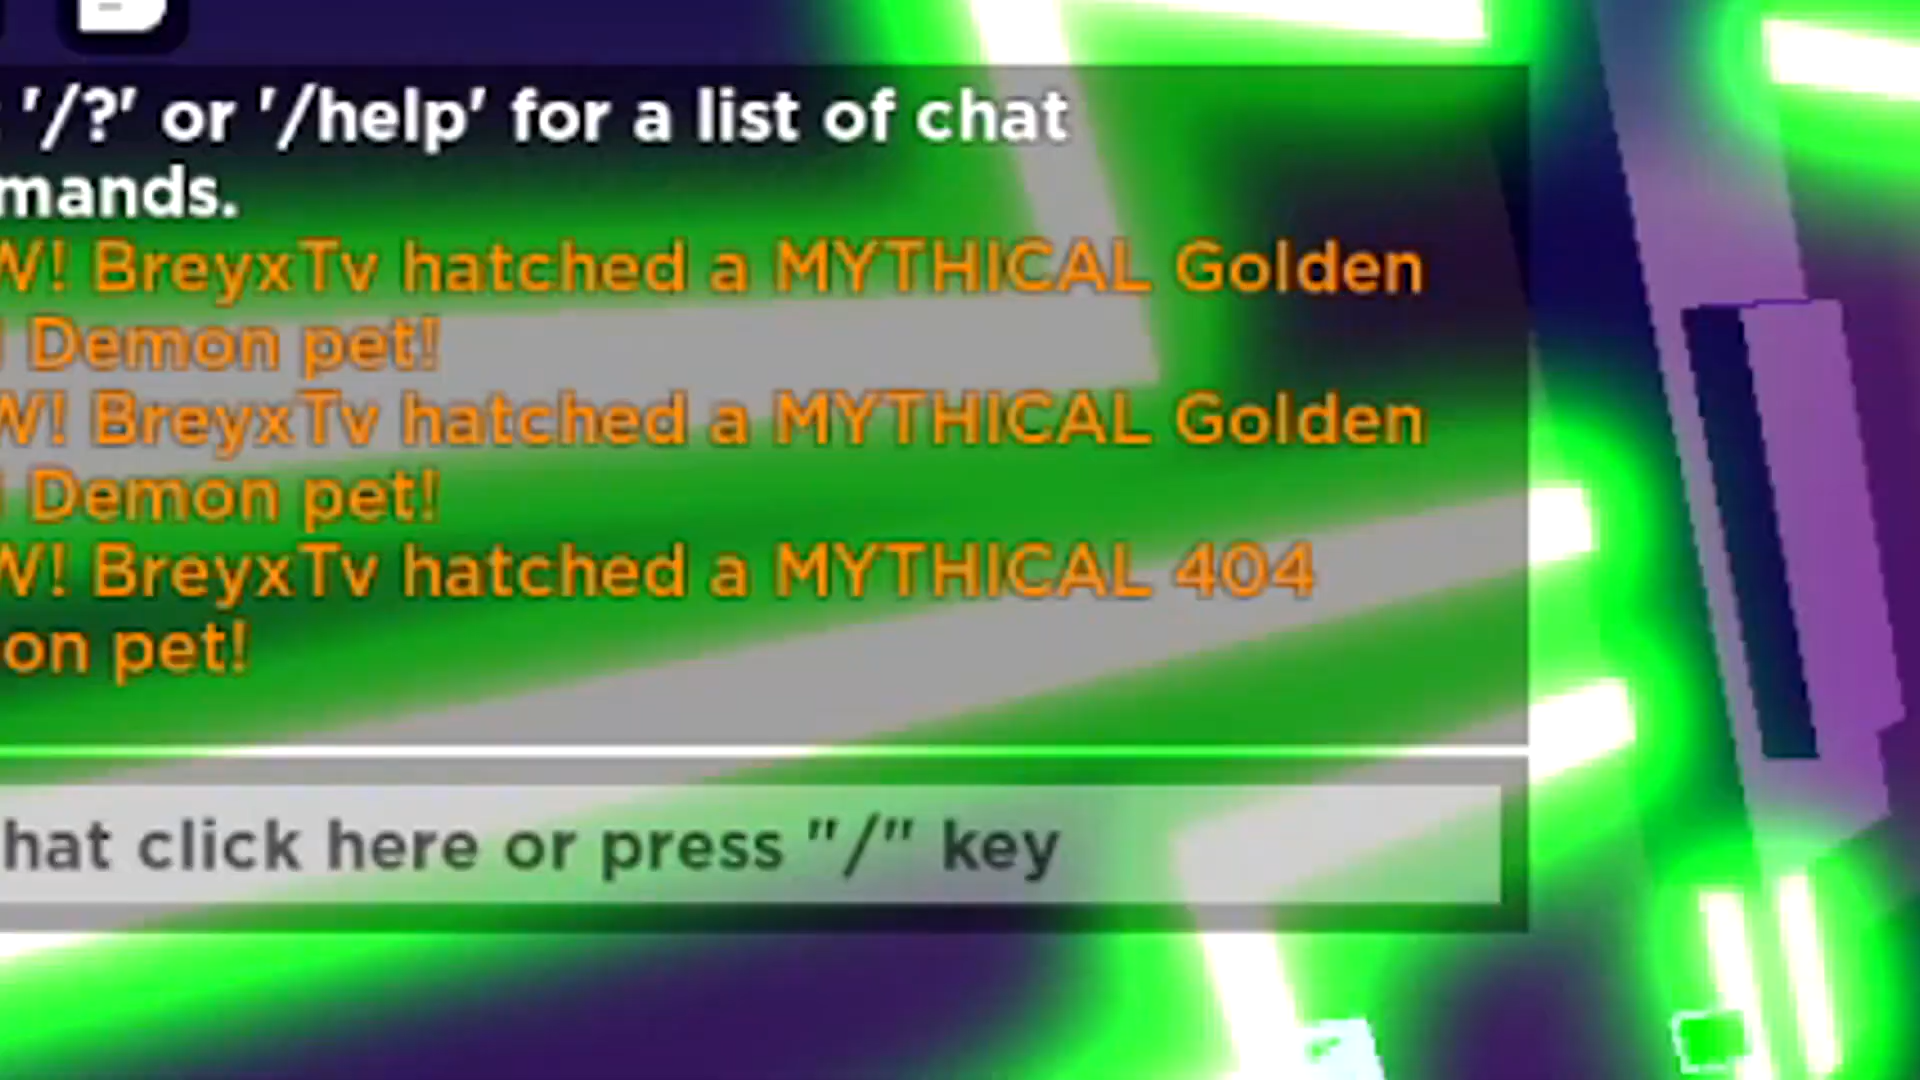 '/?' or '/help' for a list of chat
mands.
W! BreyxTv hatched a MYTHICAL Golden
Demon pet!
W! BreyxTv hatched a MYTHICAL Golden
Demon pet!
W! BreyxTv hatched a MYTHICAL 404
on pet!
hat click here or press "/" key